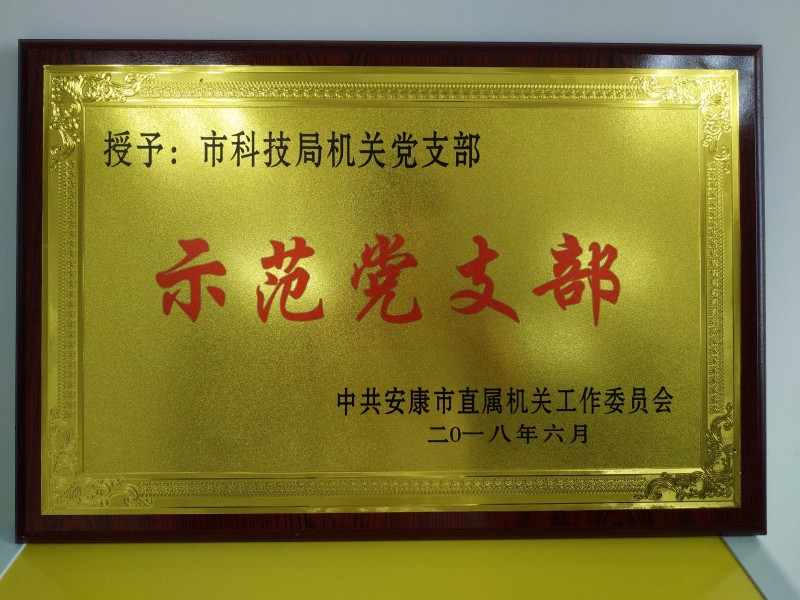 授予：市科技局机关党支部
示范党支部
中共安康市直属机关工作委员会
二0一八年六月